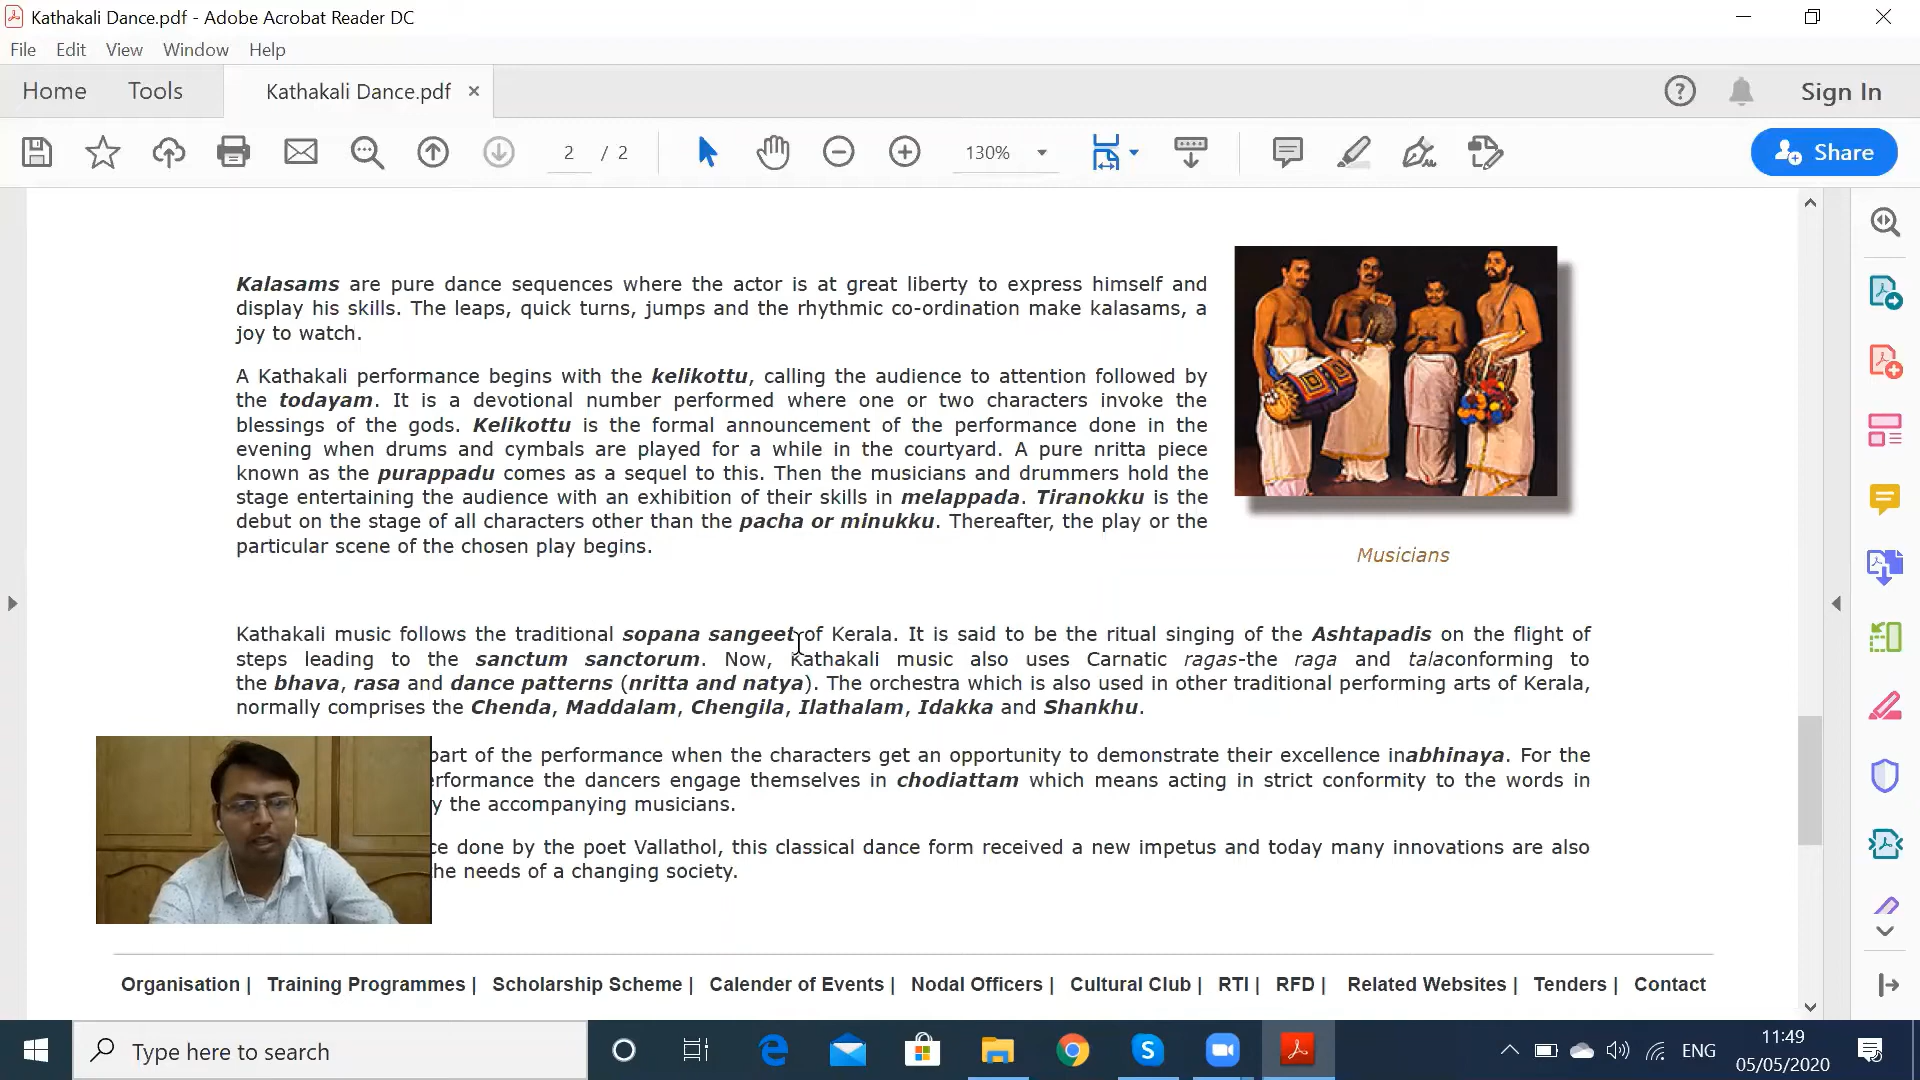 Kathakali Dance.pdf - Adobe Acrobat Reader DC
File Edit View Window Help
Home Tools Kathakali Dance.pdf × Sign In
2 / 2 130% Share
Kalasams are pure dance sequences where the actor is at great liberty to express himself and
display his skills. The leaps, quick turns, jumps and the rhythmic co-ordination make kalasams, a
joy to watch.
A Kathakali performance begins with the kelikottu, calling the audience to attention followed by
the todayam. It is a devotional number performed where one or two characters invoke the
blessings of the gods. Kelikottu is the formal announcement of the performance done in the
evening when drums and cymbals are played for a while in the courtyard. A pure nritta piece
known as the purappadu comes as a sequel to this. Then the musicians and drummers hold the
stage entertaining the audience with an exhibition of their skills in melappada. Tiranokku is the
debut on the stage of all characters other than the pacha or minukku. Thereafter, the play or the
particular scene of the chosen play begins.
Musicians
Kathakali music follows the traditional sopana sangeet of Kerala. It is said to be the ritual singing of the Ashtapadis on the flight of
steps leading to the sanctum sanctorum. Now, Kathakali music also uses Carnatic ragas-the raga and talaconforming to
the bhava, rasa and dance patterns (nritta and natya). The orchestra which is also used in other traditional performing arts of Kerala,
normally comprises the Chenda, Maddalam, Chengila, Ilathalam, Idakka and Shankhu.
part of the performance when the characters get an opportunity to demonstrate their excellence inabhinaya. For the
erformance the dancers engage themselves in chodiattam which means acting in strict conformity to the words in
y the accompanying musicians.
ce done by the poet Vallathol, this classical dance form received a new impetus and today many innovations are also
the needs of a changing society.
Organisation | Training Programmes | Scholarship Scheme | Calender of Events | Nodal Officers | Cultural Club | RTI | RFD | Related Websites | Tenders | Contact
Type here to search ENG 11:49
05/05/2020